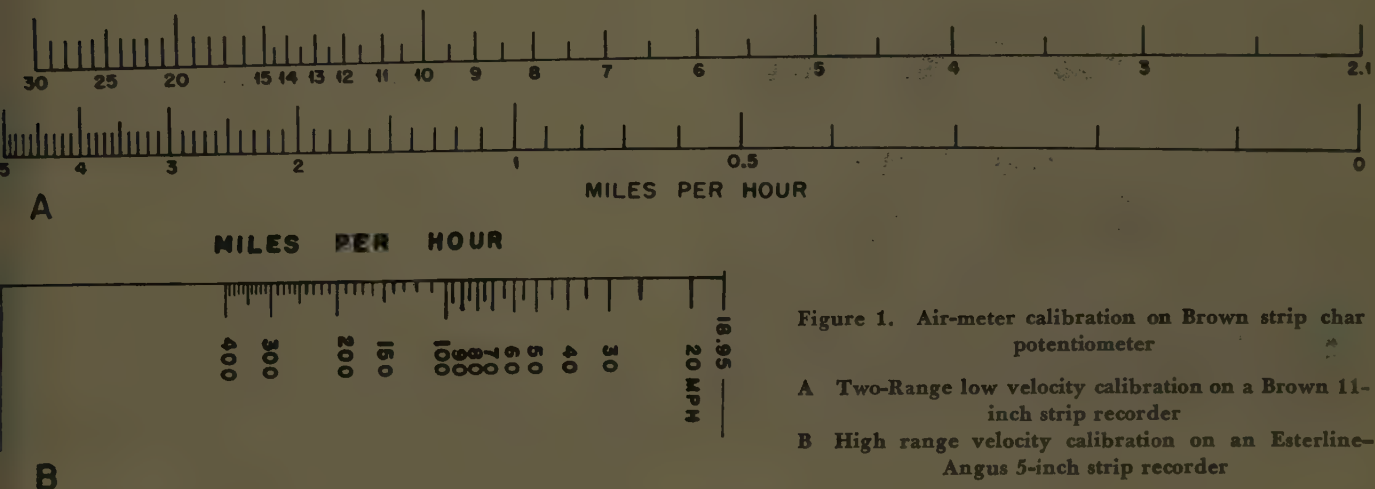 30 25 20 15 14 13 12 11 10 9 8 7 6 5 4 3 2.1
5 4 3 2 1 0.5 0
MILES PER HOUR
A
MILES PER HOUR
400 300 200 150 100 90 80 70 60 50 40 30 20 MPH 18.95
B
Figure 1. Air-meter calibration on Brown strip char
potentiometer
A Two-Range low velocity calibration on a Brown 11-
inch strip recorder
B High range velocity calibration on an Esterline-
Angus 5-inch strip recorder